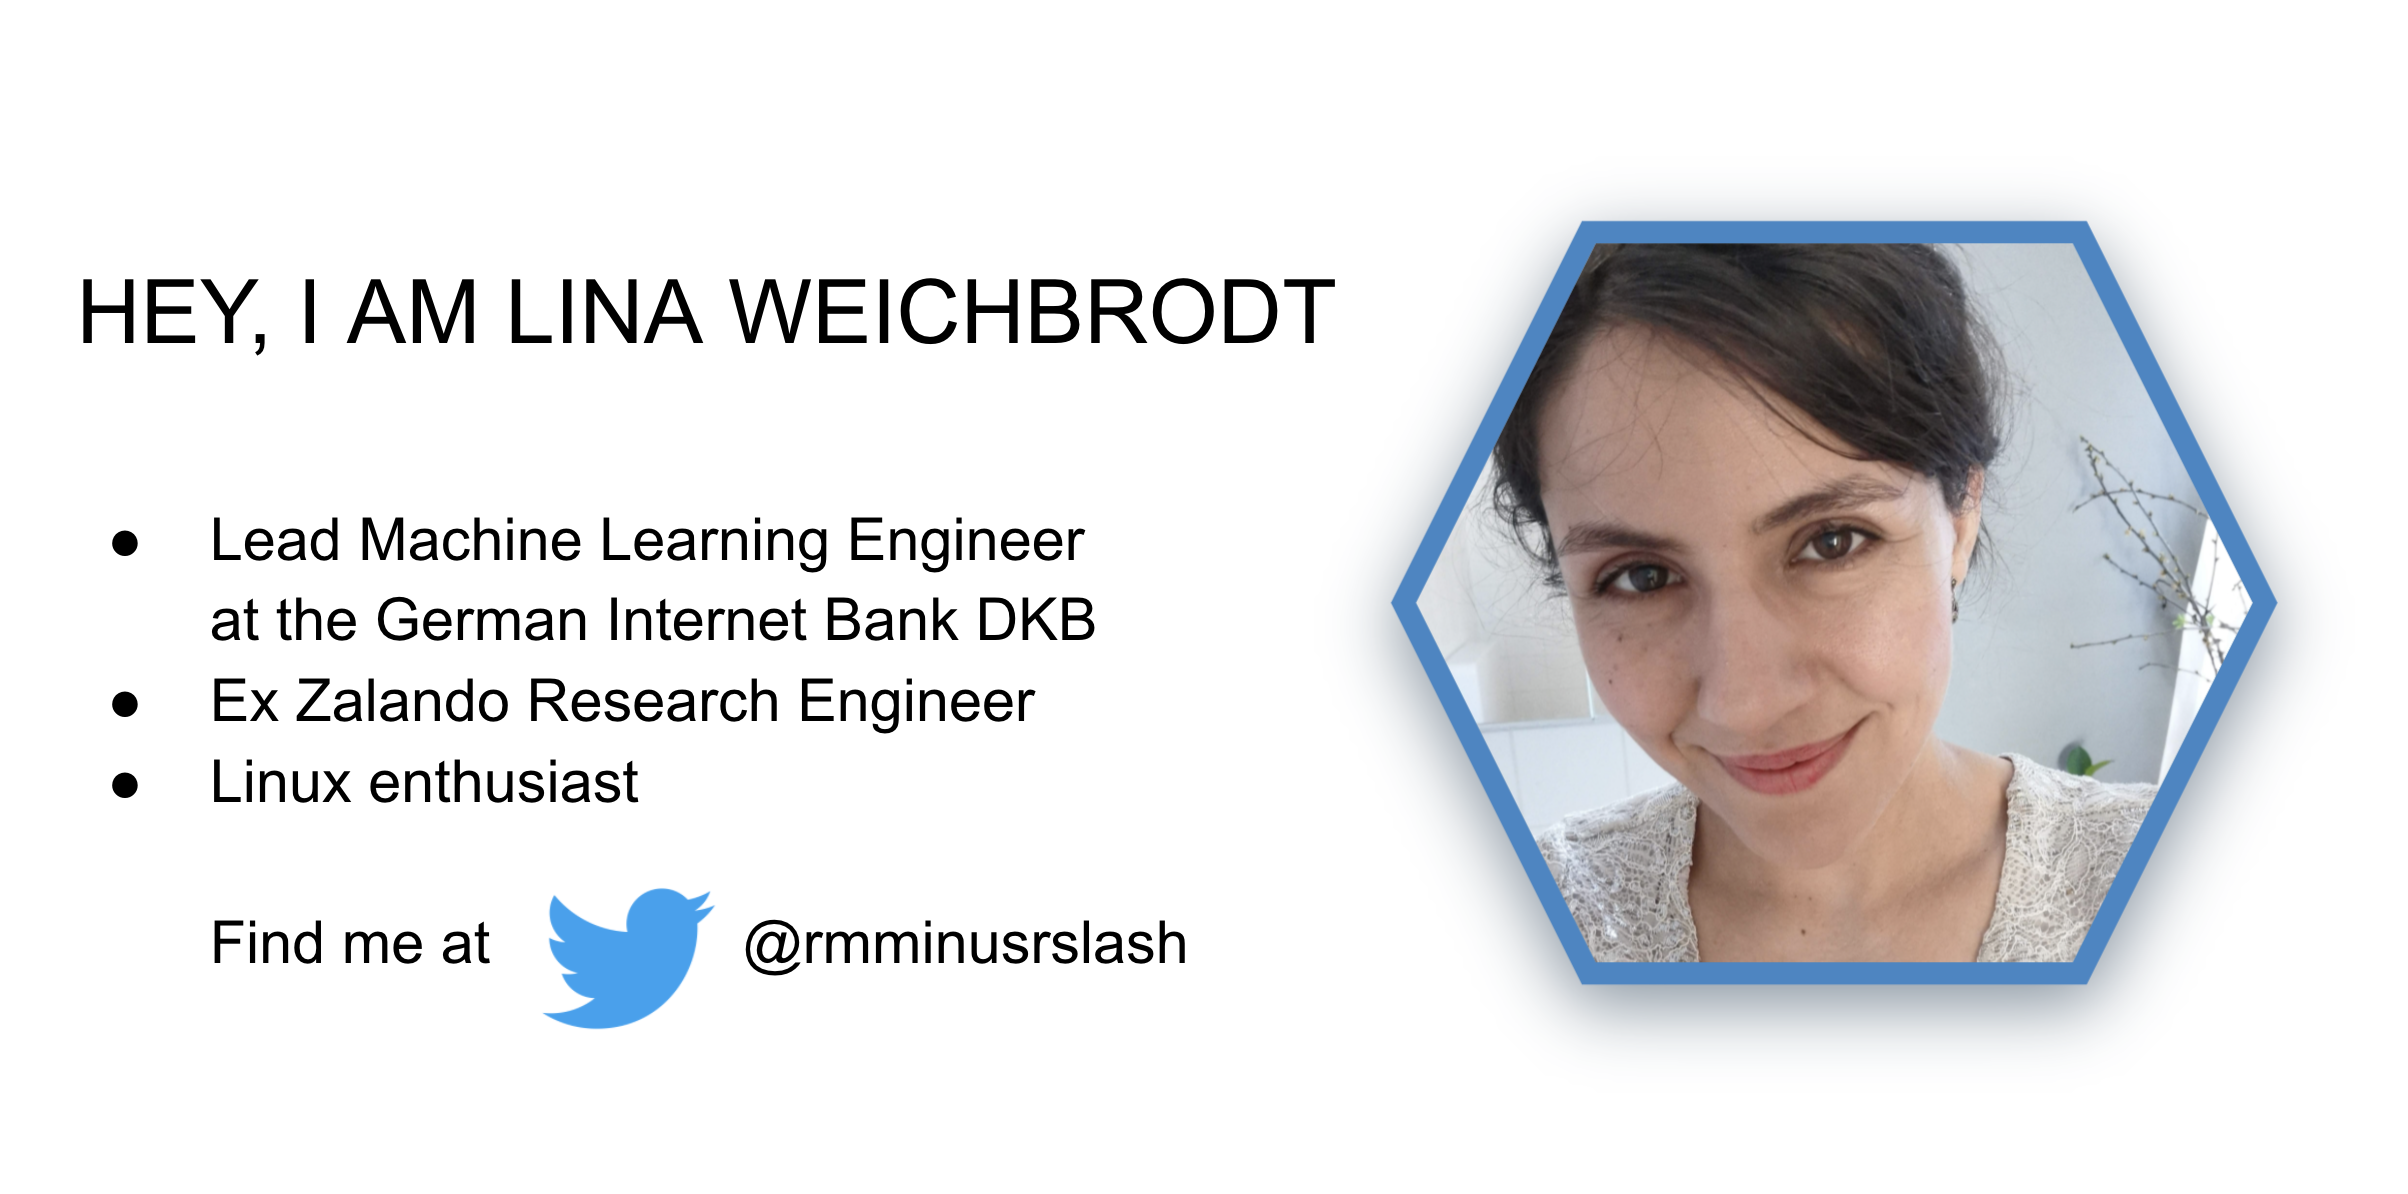 HEY, I AM LINA WEICHBRODT
● Lead Machine Learning Engineer
at the German Internet Bank DKB
● Ex Zalando Research Engineer
● Linux enthusiast
Find me at @rmminusrslash